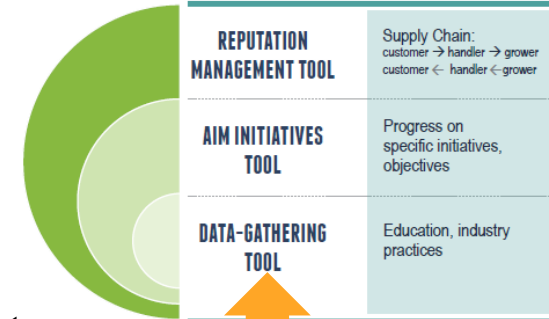 REPUTATION
MANAGEMENT TOOL
Supply Chain:
customer → handler → grower
customer ← handler ←grower
AIM INITIATIVES
TOOL
Progress on
specific initiatives,
objectives
DATA-GATHERING
TOOL
Education, industry
practices